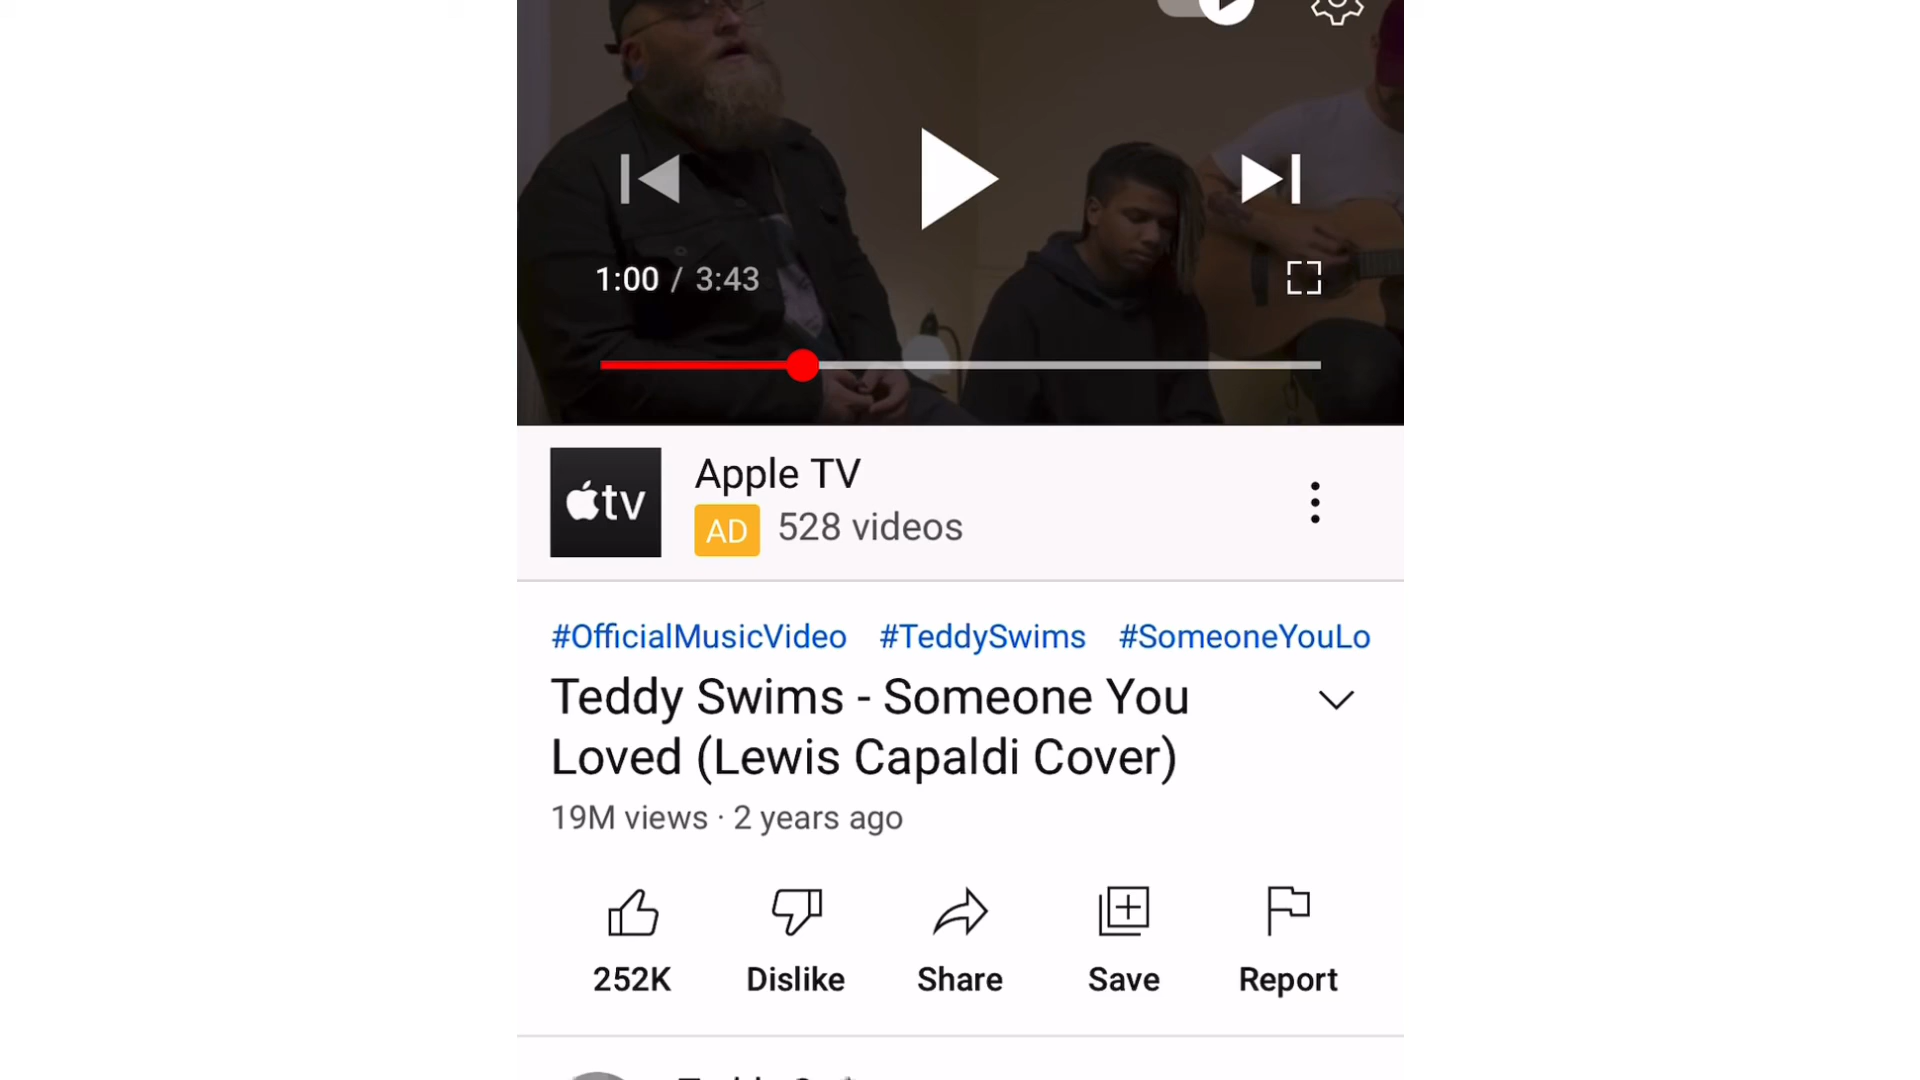 1:00 / 3:43
tv
Apple TV
AD 528 videos
#OfficialMusicVideo #TeddySwims #SomeoneYouLo
Teddy Swims - Someone You
Loved (Lewis Capaldi Cover)
19M views · 2 years ago
252K Dislike Share Save Report